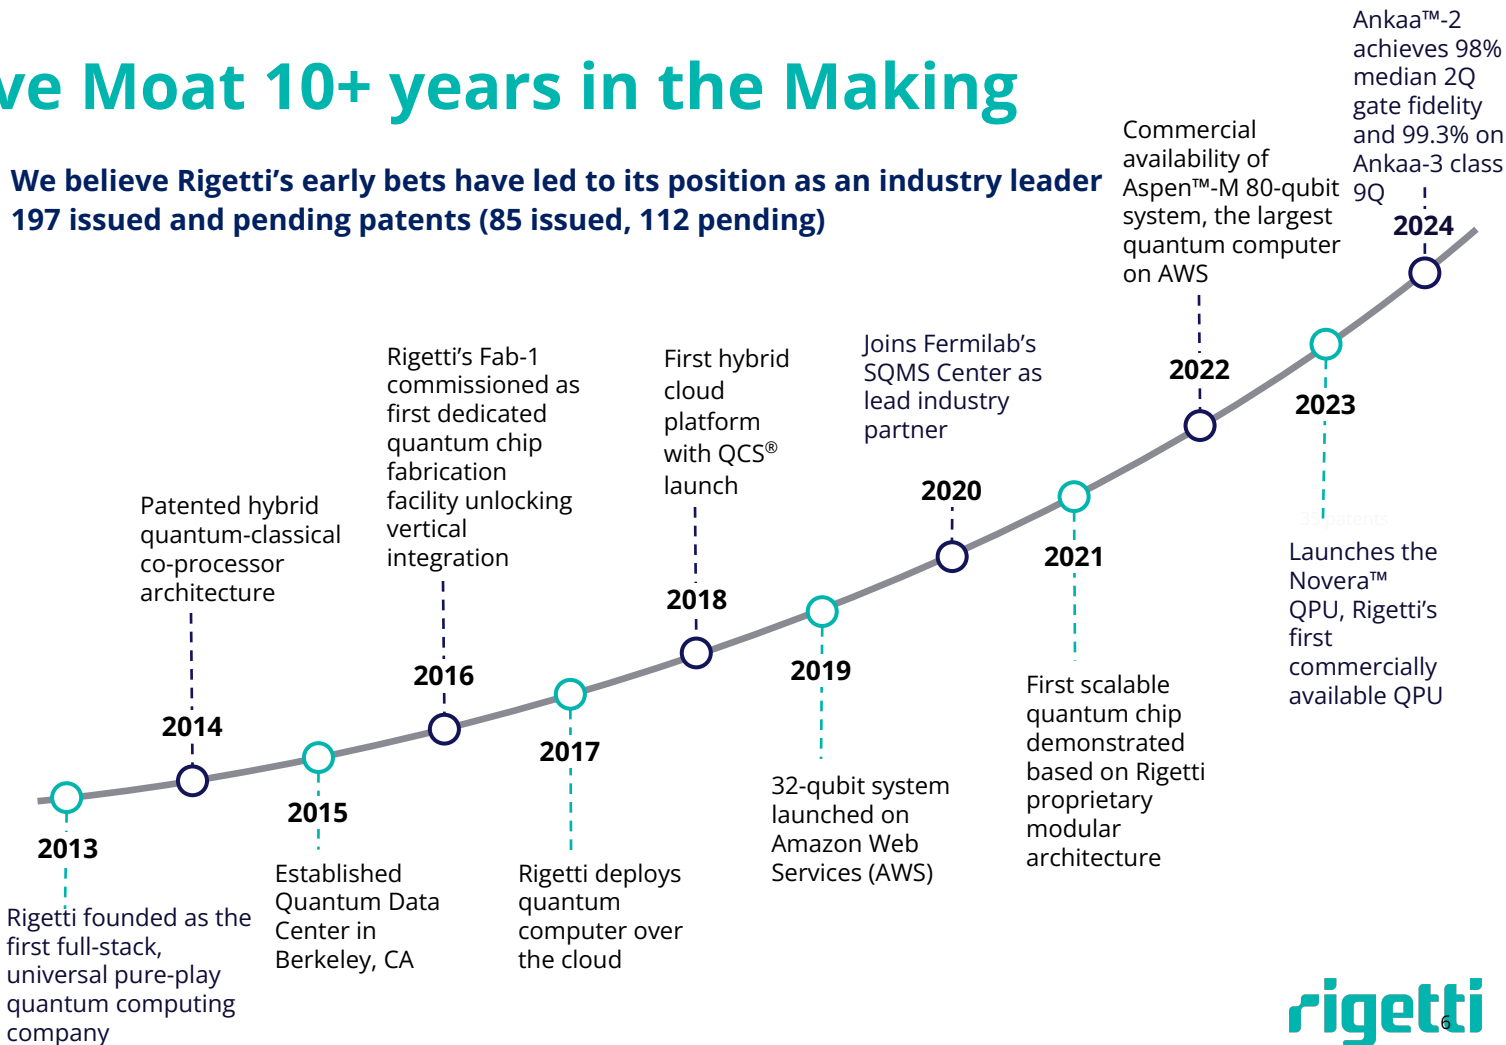 ve Moat 10+ years in the Making
We believe Rigetti’s early bets have led to its position as an industry leader
197 issued and pending patents (85 issued, 112 pending)
2013
Rigetti founded as the
first full-stack,
universal pure-play
quantum computing
company
Patented hybrid
quantum-classical
co-processor
architecture
2014
2015
Established
Quantum Data
Center in
Berkeley, CA
Rigetti’s Fab-1
commissioned as
first dedicated
quantum chip
fabrication
facility unlocking
vertical
integration
2016
2017
Rigetti deploys
quantum
computer over
the cloud
First hybrid
cloud
platform
with QCS®
launch
2018
2019
32-qubit system
launched on
Amazon Web
Services (AWS)
Joins Fermilab’s
SQMS Center as
lead industry
partner
2020
2021
First scalable
quantum chip
demonstrated
based on Rigetti
proprietary
modular
architecture
Commercial
availability of
Aspen™-M 80-qubit
system, the largest
quantum computer
on AWS
2022
2023
35 patents
Launches the
Novera™
QPU, Rigetti’s
first
commercially
available QPU
Ankaa™-2
achieves 98%
median 2Q
gate fidelity
and 99.3% on
Ankaa-3 class
9Q
2024
rigetti
6